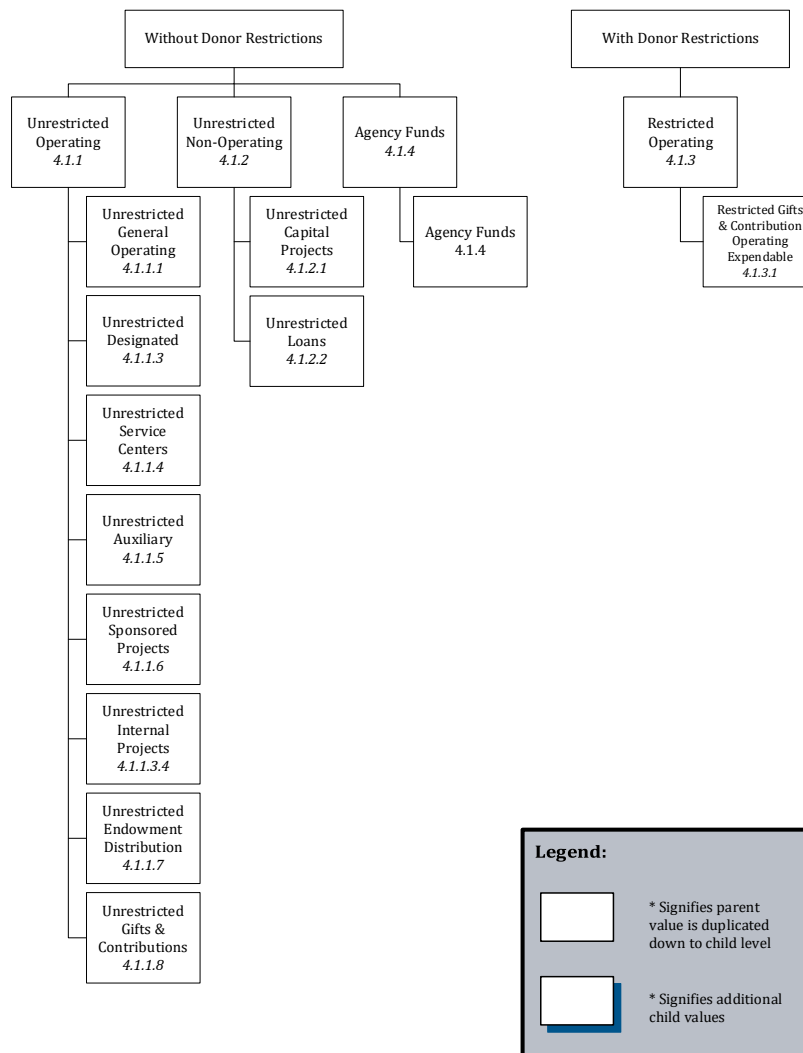 Without Donor Restrictions
With Donor Restrictions
Unrestricted
Operating
4.1.1
Unrestricted
Non-Operating
4.1.2
Agency Funds
4.1.4
Restricted
Operating
4.1.3
Unrestricted
General
Operating
4.1.1.1
Unrestricted
Capital
Projects
4.1.2.1
Agency Funds
4.1.4
Restricted Gifts
& Contribution
Operating
Expendable
4.1.3.1
Unrestricted
Designated
4.1.1.3
Unrestricted
Loans
4.1.2.2
Unrestricted
Service
Centers
4.1.1.4
Unrestricted
Auxiliary
4.1.1.5
Unrestricted
Sponsored
Projects
4.1.1.6
Unrestricted
Internal
Projects
4.1.1.3.4
Unrestricted
Endowment
Distribution
4.1.1.7
Unrestricted
Gifts &
Contributions
4.1.1.8
Legend:
* Signifies parent
value is duplicated
down to child level
* Signifies additional
child values